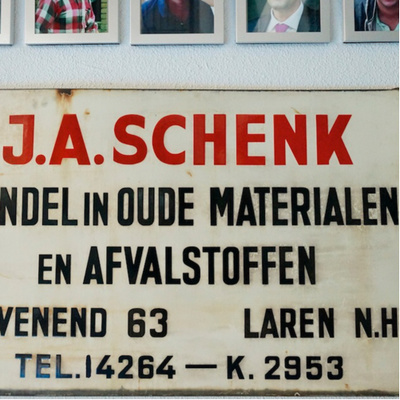 J.A. SCHENK
NDEL IN OUDE MATERIALEN
EN AFVALSTOFFEN
VENEND 63 LAREN N.H
TEL. 14264 — K. 2953